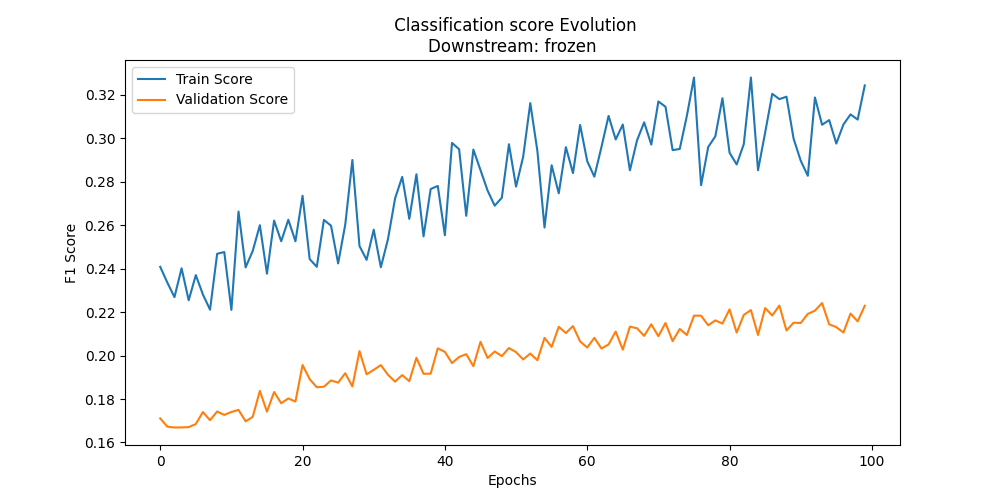 Classification score Evolution
Downstream: frozen
Train Score
Validation Score
F1 Score
0.32
0.30
0.28
0.26
0.24
0.22
0.20
0.18
0.16
0 20 40 60 80 100
Epochs